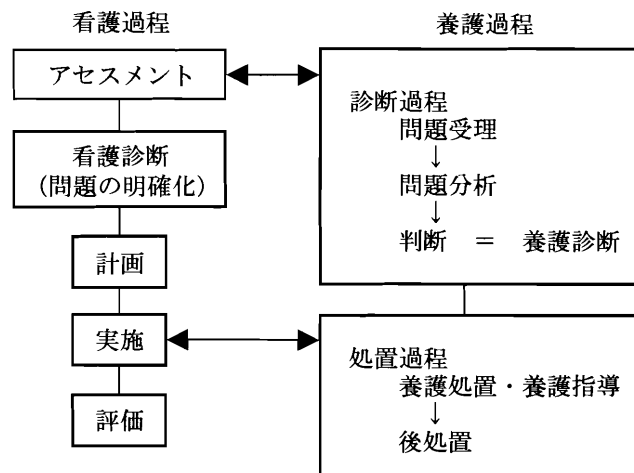 看護過程
アセスメント
看護診断
(問題の明確化)
計画
実施
評価
養護過程
診断過程
問題受理
↓
問題分析
↓
判断 = 養護診断
処置過程
養護処置・養護指導
↓
後処置